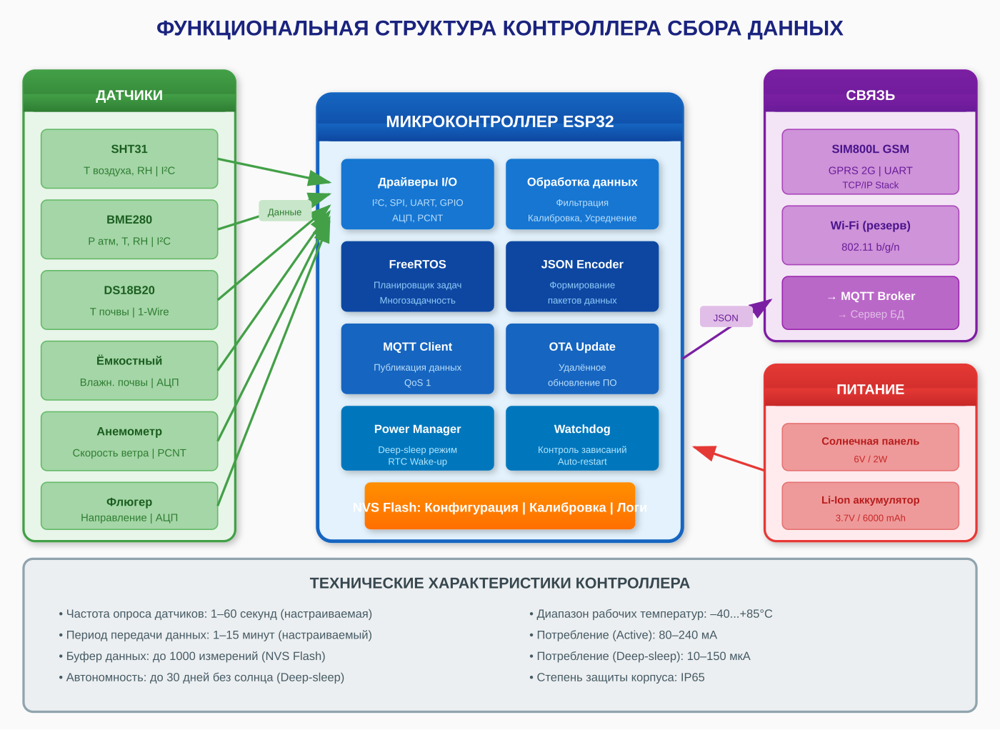 ФУНКЦИОНАЛЬНАЯ СТРУКТУРА КОНТРОЛЛЕРА СБОРА ДАННЫХ
ДАТЧИКИ
SHT31
T воздуха, RH | I²C
BME280
P атм, T, RH | I²C
DS18B20
T почвы | 1-Wire
Ёмкостный
Влажн. почвы | АЦП
Анемометр
Скорость ветра | PCNT
Флюгер
Направление | АЦП
Данные
МИКРОКОНТРОЛЛЕР ESP32
Драйверы I/O
I²C, SPI, UART, GPIO
АЦП, PCNT
Обработка данных
Фильтрация
Калибровка, Усреднение
FreeRTOS
Планировщик задач
Многозадачность
JSON Encoder
Формирование
пакетов данных
MQTT Client
Публикация данных
QoS 1
OTA Update
Удалённое
обновление ПО
Power Manager
Deep-sleep режим
RTC Wake-up
Watchdog
Контроль зависаний
Auto-restart
NVS Flash: Конфигурация | Калибровка | Логи
JSON
СВЯЗЬ
SIM800L GSM
GPRS 2G | UART
TCP/IP Stack
Wi-Fi (резерв)
802.11 b/g/n
→ MQTT Broker
→ Сервер БД
ПИТАНИЕ
Солнечная панель
6V / 2W
Li-Ion аккумулятор
3.7V / 6000 mAh
ТЕХНИЧЕСКИЕ ХАРАКТЕРИСТИКИ КОНТРОЛЛЕРА
• Частота опроса датчиков: 1–60 секунд (настраиваемая)
• Период передачи данных: 1–15 минут (настраиваемый)
• Буфер данных: до 1000 измерений (NVS Flash)
• Автономность: до 30 дней без солнца (Deep-sleep)
• Диапазон рабочих температур: –40...+85°C
• Потребление (Active): 80–240 мА
• Потребление (Deep-sleep): 10–150 мкА
• Степень защиты корпуса: IP65